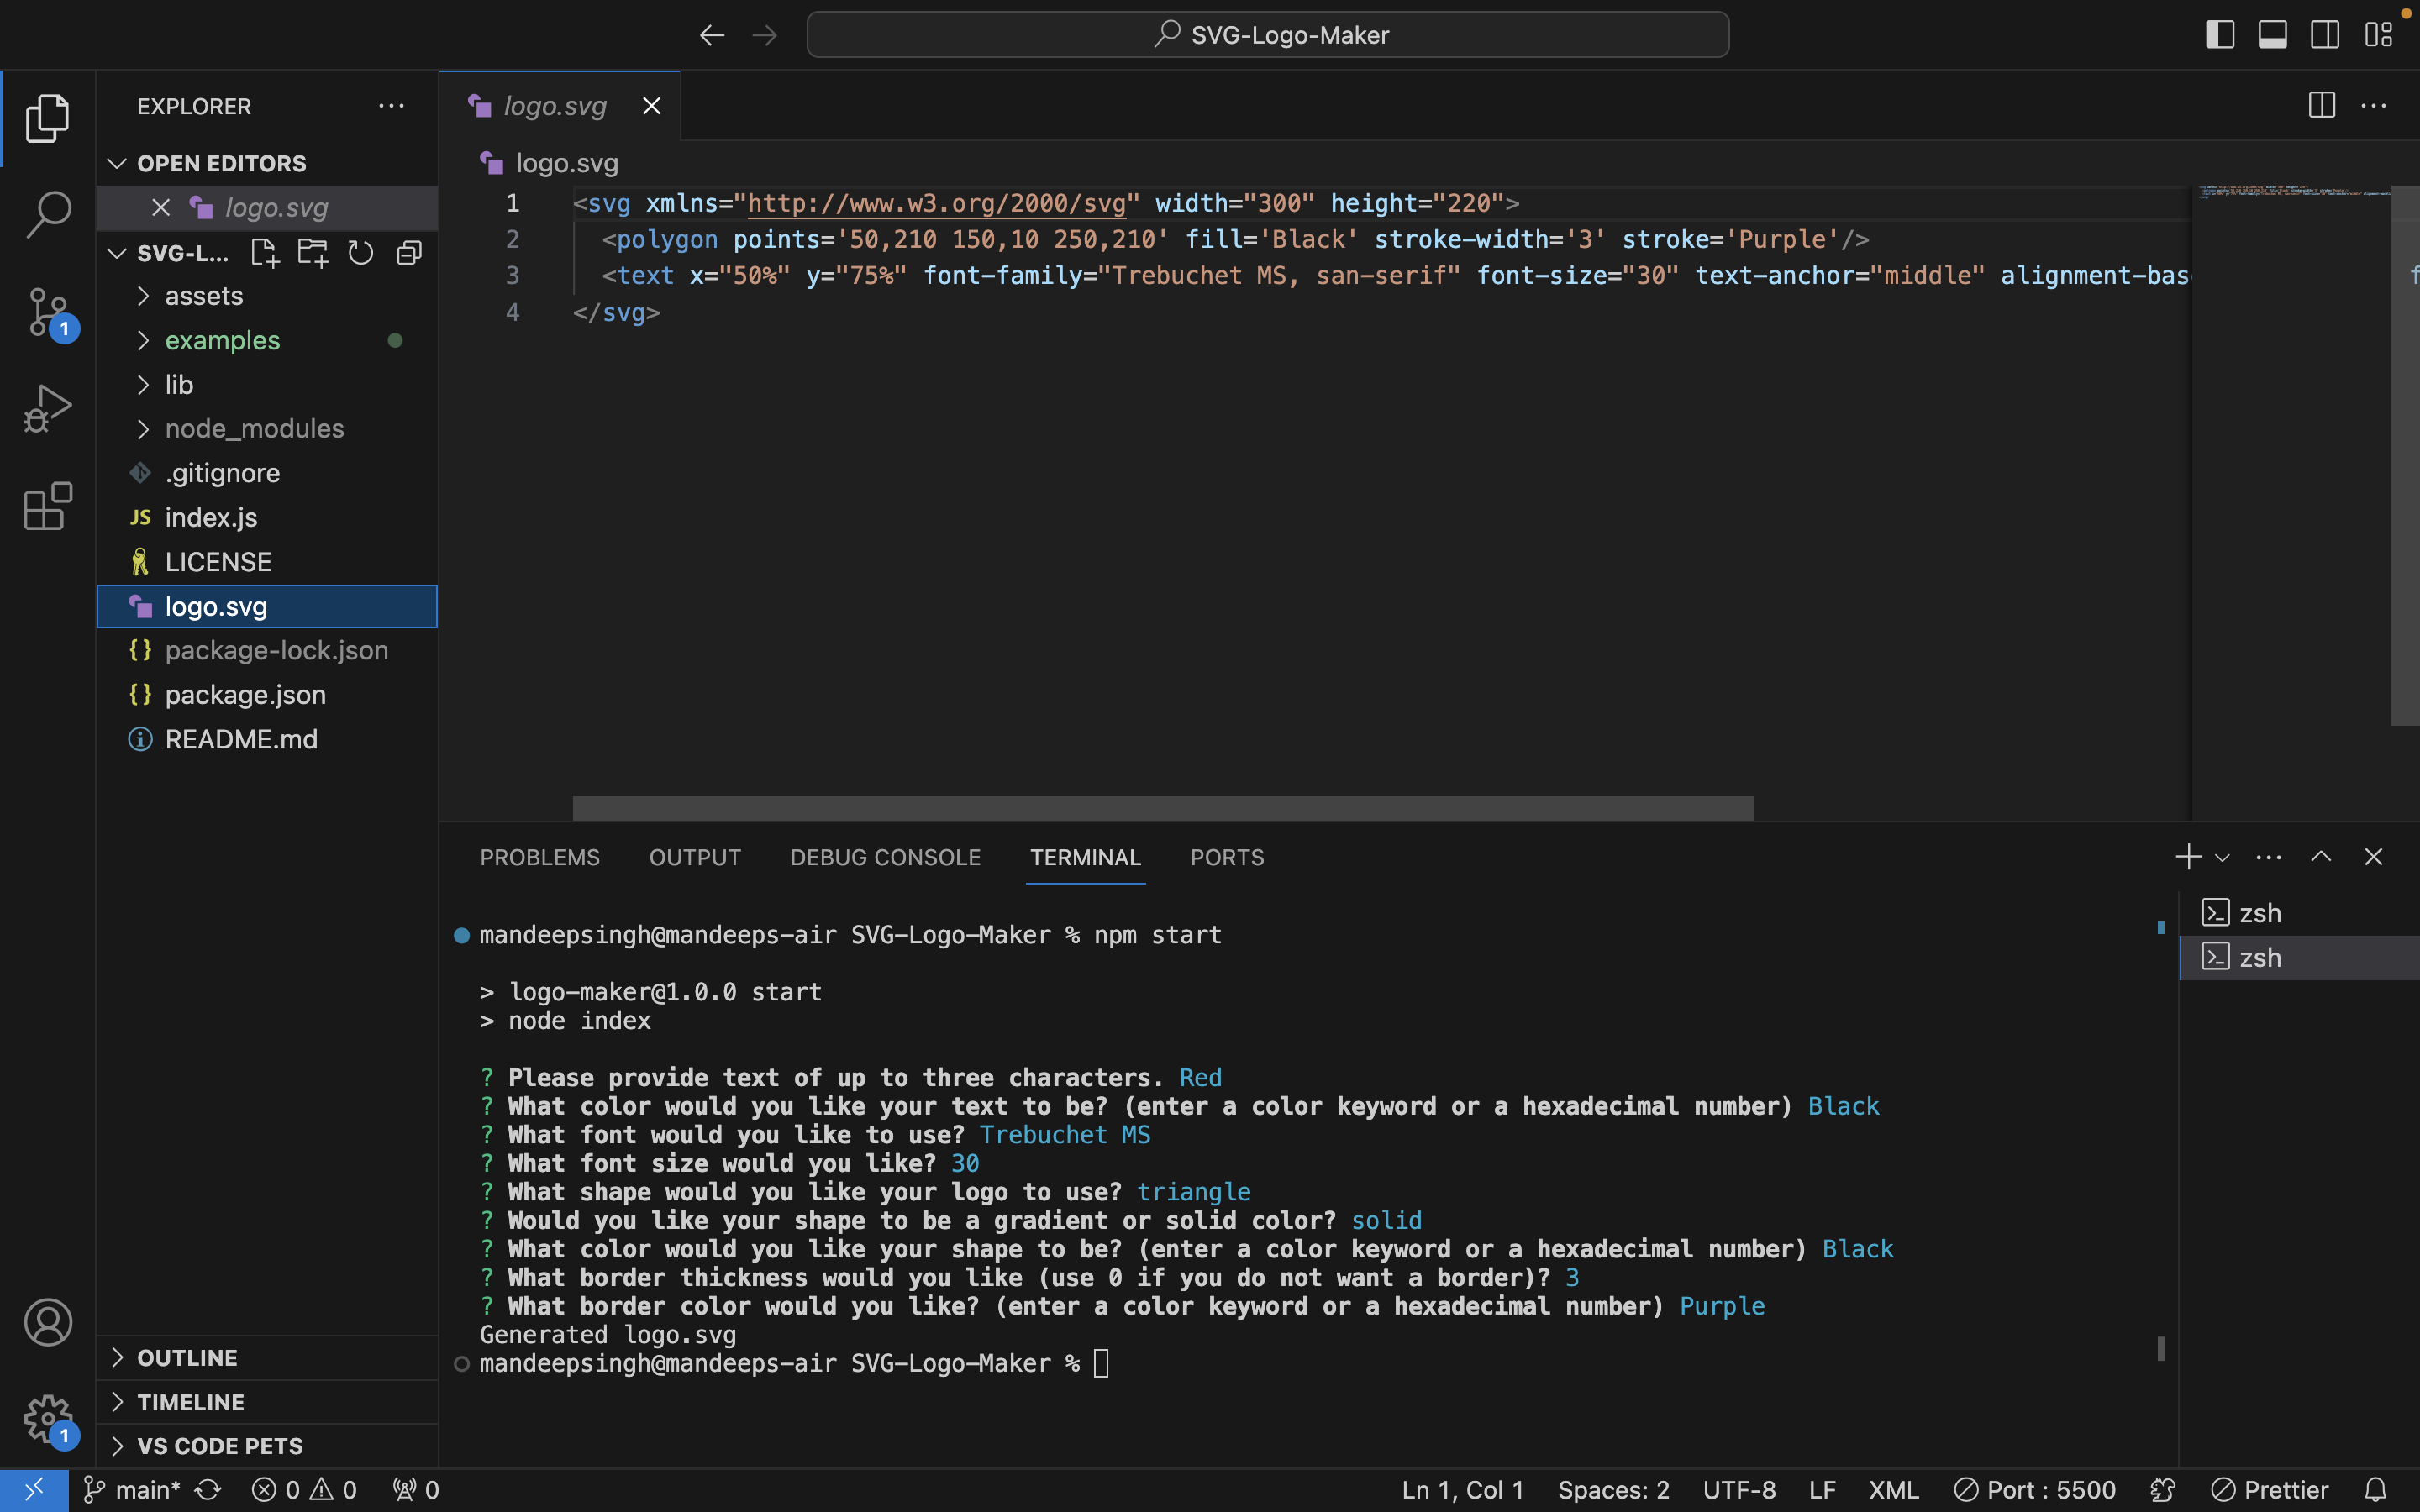 SVG-Logo-Maker
EXPLORER
OPEN EDITORS
logo.svg
SVG-L...
assets
examples
lib
node_modules
.gitignore
JS index.js
LICENSE
logo.svg
{} package-lock.json
{} package.json
README.md
OUTLINE
TIMELINE
VS CODE PETS
1
1
logo.svg
logo.svg
1 <svg xmlns="http://www.w3.org/2000/svg" width="300" height="220">
2 <polygon points='50,210 150,10 250,210' fill='Black' stroke-width='3' stroke='Purple'/>
3 <text x="50%" y="75%" font-family="Trebuchet MS, san-serif" font-size="30" text-anchor="middle" alignment-bas
4 </svg>
PROBLEMS OUTPUT DEBUG CONSOLE TERMINAL PORTS
zsh
zsh
mandeepsingh@mandeeps-air SVG-Logo-Maker % npm start
> logo-maker@1.0.0 start
> node index
? Please provide text of up to three characters. Red
? What color would you like your text to be? (enter a color keyword or a hexadecimal number) Black
? What font would you like to use? Trebuchet MS
? What font size would you like? 30
? What shape would you like your logo to use? triangle
? Would you like your shape to be a gradient or solid color? solid
? What color would you like your shape to be? (enter a color keyword or a hexadecimal number) Black
? What border thickness would you like (use 0 if you do not want a border)? 3
? What border color would you like? (enter a color keyword or a hexadecimal number) Purple
Generated logo.svg
mandeepsingh@mandeeps-air SVG-Logo-Maker %
main* 0 0 0 Ln 1, Col 1 Spaces: 2 UTF-8 LF XML Port : 5500 Prettier